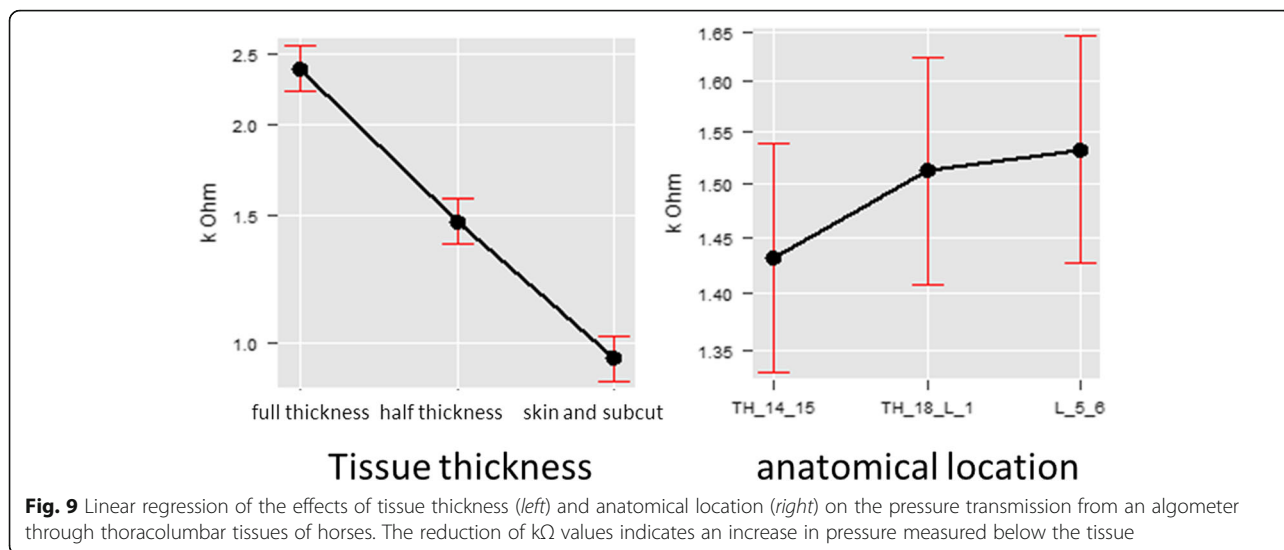 2.5
2.0
1.5
1.0
k Ohm
full thickness half thickness skin and subcut
Tissue thickness
1.65
1.60
1.55
1.50
1.45
1.40
1.35
k Ohm
TH_14_15 TH_18_L_1 L_5_6
anatomical location
Fig. 9 Linear regression of the effects of tissue thickness (left) and anatomical location (right) on the pressure transmission from an algometer
through thoracolumbar tissues of horses. The reduction of kΩ values indicates an increase in pressure measured below the tissue